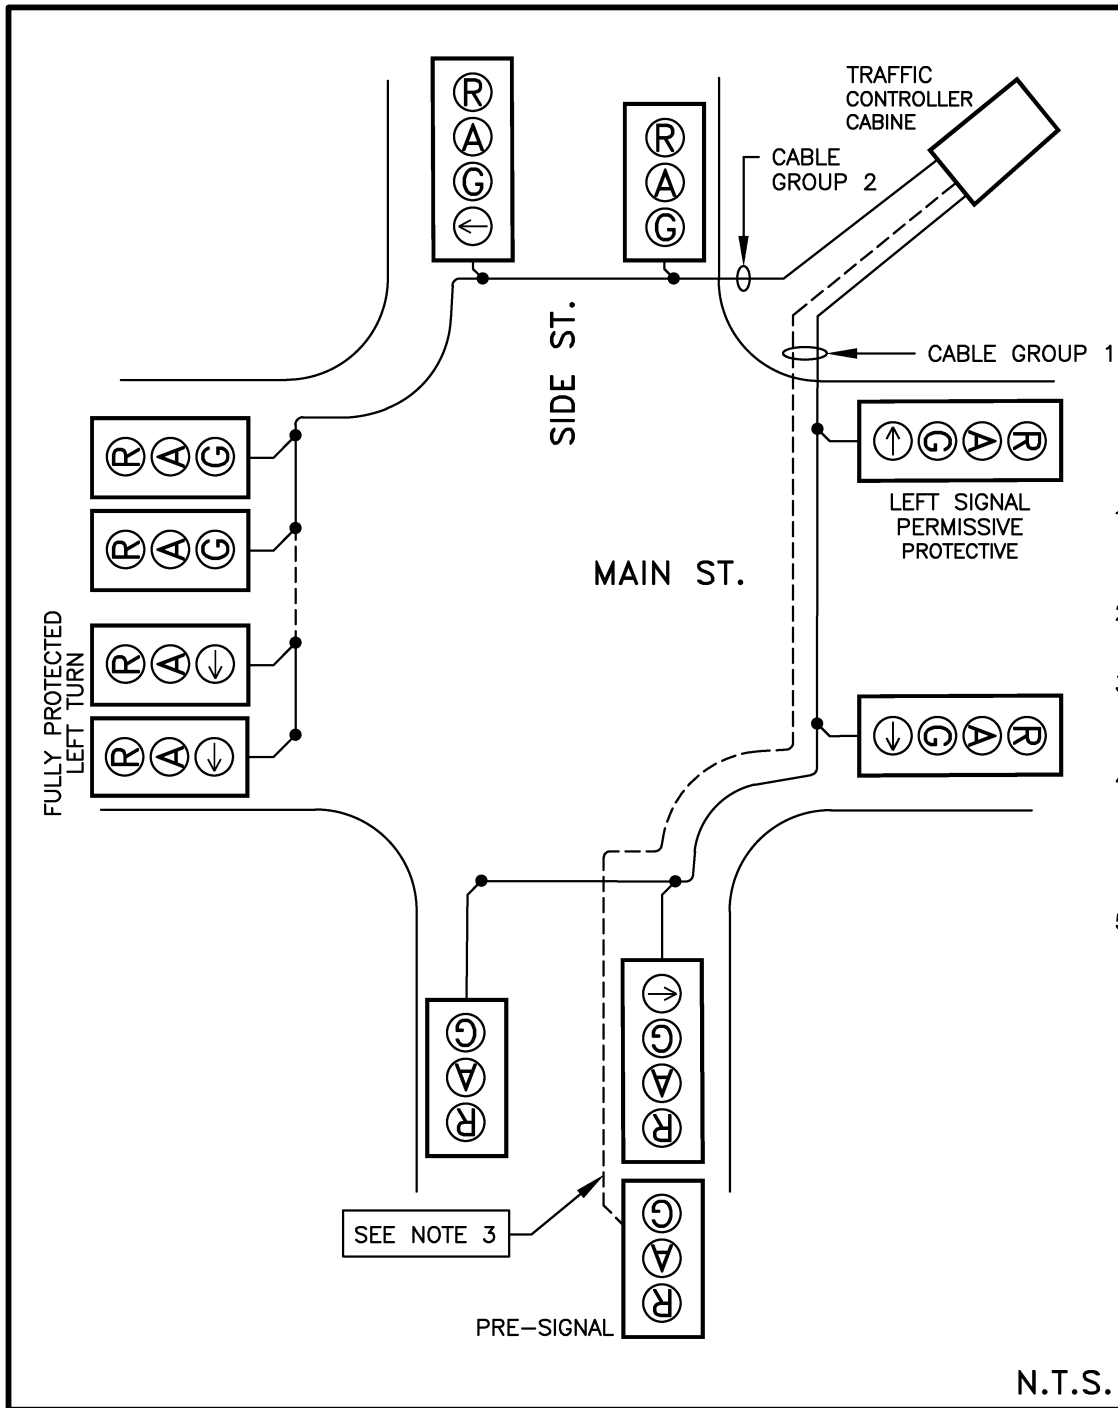 R
A
G
←
R
A
G
TRAFFIC
CONTROLLER
CABINE
CABLE
GROUP 2
CABLE GROUP 1
SIDE ST.
R A G
R A G
FULLY PROTECTED
LEFT TURN
R A ↓
R A ↓
MAIN ST.
↑ G A R
LEFT SIGNAL
PERMISSIVE
PROTECTIVE
↓ G A R
G
A
R
→
G
A
R
SEE NOTE 3
G
A
R
PRE-SIGNAL
N.T.S.